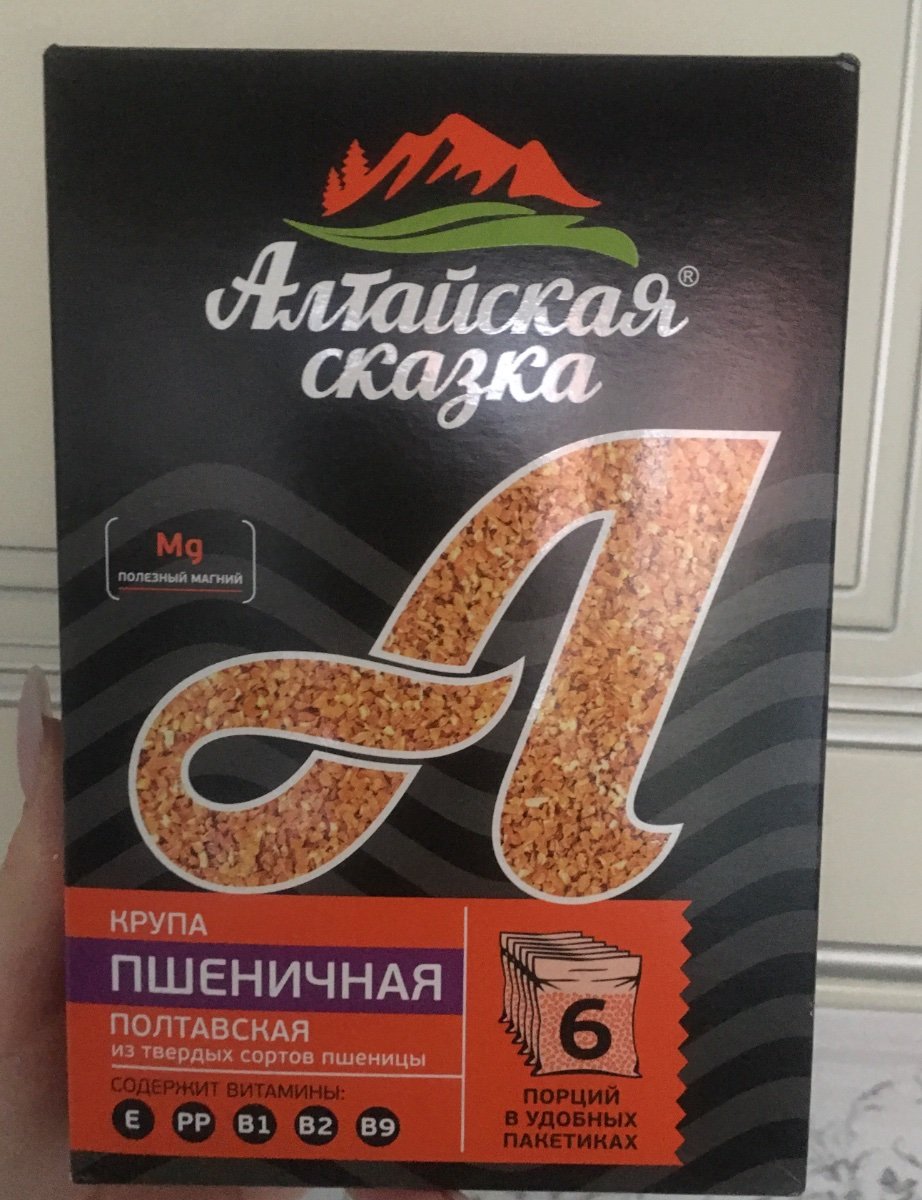 Алтайская®
сказка
Mg
ПОЛЕЗНЫЙ МАГНИЙ
А
КРУПА
ПШЕНИЧНАЯ
ПОЛТАВСКАЯ
из твердых сортов пшеницы
СОДЕРЖИТ ВИТАМИНЫ:
E PP B1 B2 B9
6
ПОРЦИЙ
В УДОБНЫХ
ПАКЕТИКАХ